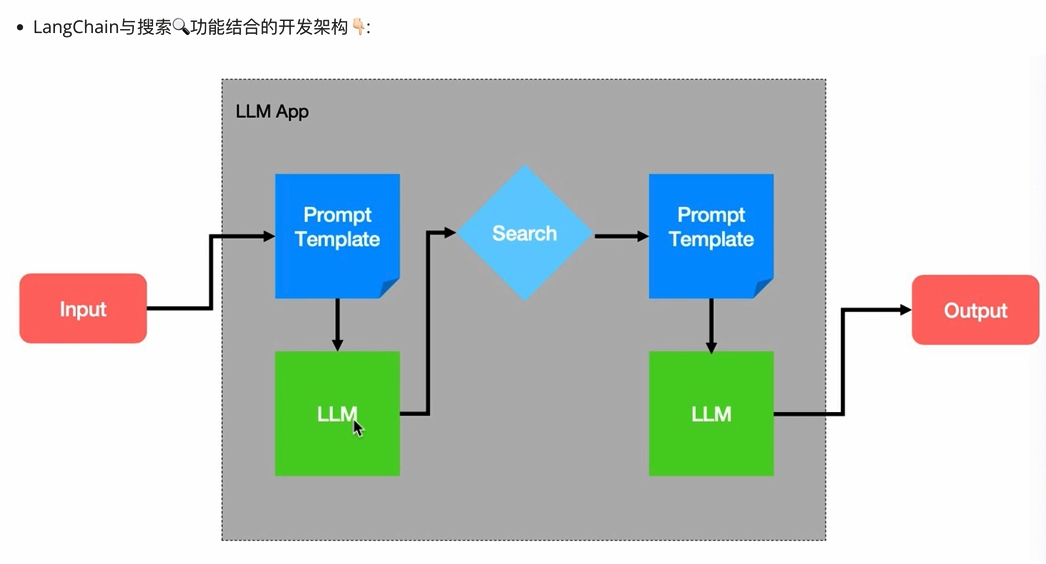 LangChain与搜索🔍功能结合的开发架构👇🏻:
LLM App
Input
Prompt
Template
LLM
Search
Prompt
Template
LLM
Output